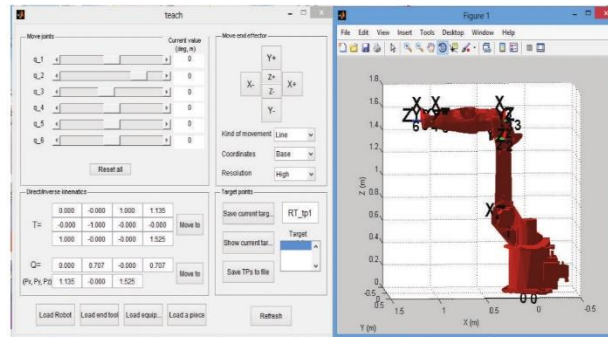 teach
Move joints
Current value
(deg, m)
q_1 0
q_2 0
q_3 0
q_4 0
q_5 0
q_6 0
Reset all
Move end effector
Y+
X- Z+ X+
Z-
Y-
Kind of movement Line
Coordinates Base
Resolution High
Direct/inverse kinematics
T=
0.000 -0.000 1.000 1.135
-0.000 -1.000 -0.000 -0.000
1.000 0.000 -0.000 1.525
Move to
Q= 0.000 0.707 -0.000 0.707
(Px, Py, Pz) 1.135 -0.000 1.525
Move to
Target points
Save current targ... RT_tp1
Show current tar... Target
Save TPs to file
Load Robot Load end tool Load equip... Load a piece Refresh
Figure 1
File Edit View Insert Tools Desktop Window Help
1.8
1.6
1.4
1.2
1
0.8
0.6
0.4
0.2
0
Z (m)
-0.5
0
0.5
Y (m)
1.5
1
0.5
0
-0.5
X (m)